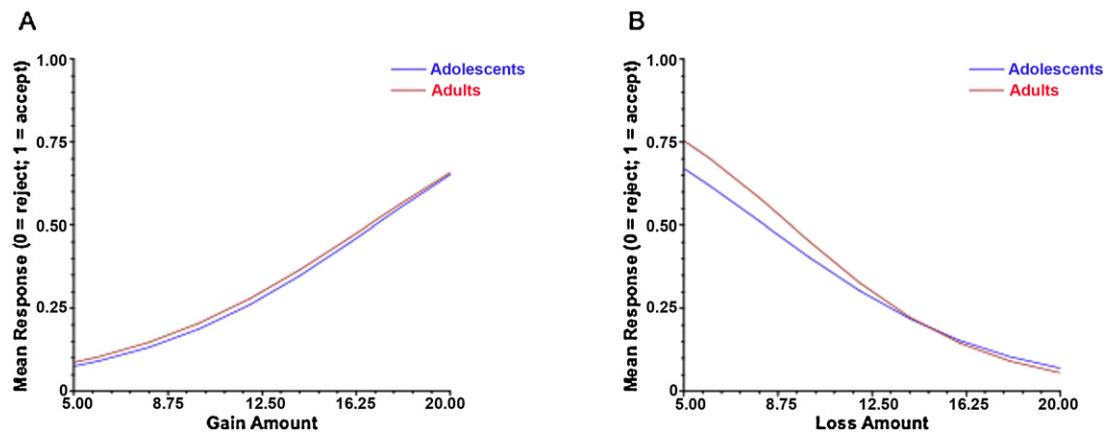 A
Mean Response (0 = reject; 1 = accept)
1.00
0.75
0.50
0.25
0
5.00 8.75 12.50 16.25 20.00
Gain Amount
Adolescents
Adults
B
Mean Response (0 = reject; 1 = accept)
1.00
0.75
0.50
0.25
0
5.00 8.75 12.50 16.25 20.00
Loss Amount
Adolescents
Adults